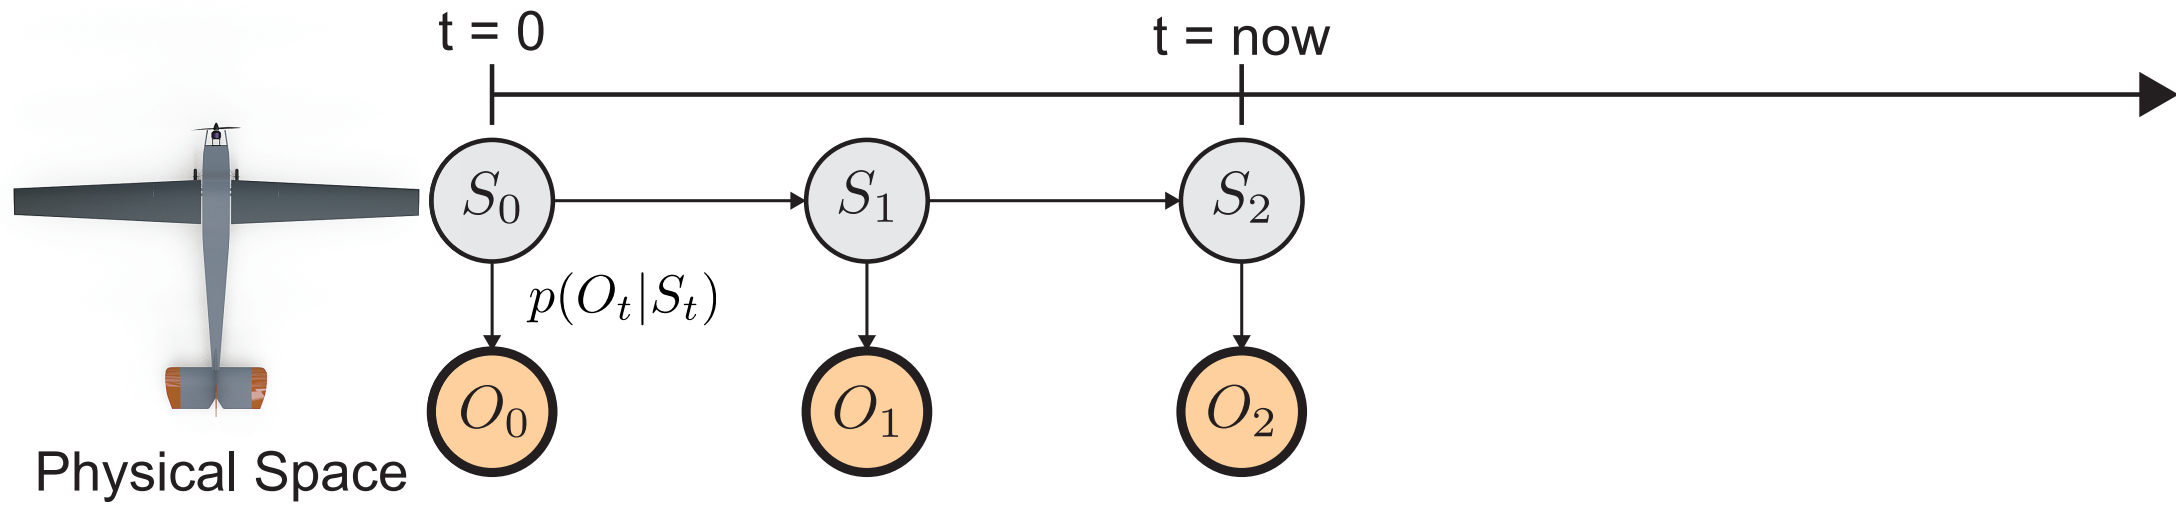 t = 0
t = now
S₀
S₁
S₂
p(Oₜ|Sₜ)
O₀
O₁
O₂
Physical Space